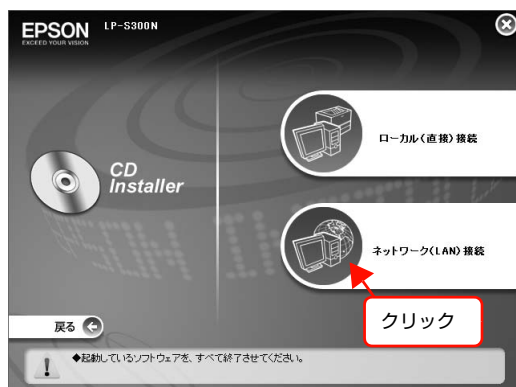 EPSON
EXCEED YOUR VISION
LP-S300N
ローカル(直接)接続
CD
Installer
ネットワーク(LAN)接続
クリック
戻る
◆起動しているソフトウェアを、すべて終了させてください。